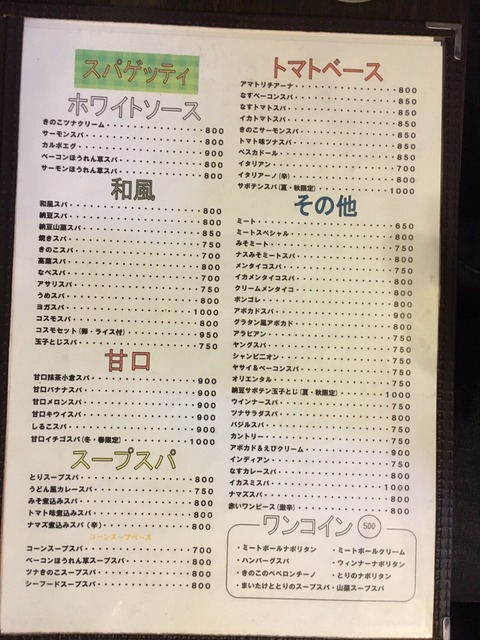 スパゲッティ
ホワイトソース
きのこツナクリーム・・・・・・・・・・800
サーモンスパ・・・・・・・・・・800
カルボエグ・・・・・・・・・・900
ベーコンほうれん草スパ・・・・・・・・・・800
サーモンほうれん草スパ・・・・・・・・・・800
和風
和風スパ・・・・・・・・・・800
納豆スパ・・・・・・・・・・800
納豆山菜スパ・・・・・・・・・・850
焼きスパ・・・・・・・・・・750
きのこスパ・・・・・・・・・・700
高菜スパ・・・・・・・・・・800
なべスパ・・・・・・・・・・700
アサリスパ・・・・・・・・・・750
うめスパ・・・・・・・・・・800
ヨガスパ・・・・・・・・・・1000
コスモスパ・・・・・・・・・・800
コスモセット(卵・ライス付)・・・・・・950
玉子とじスパ・・・・・・・・・・750
甘口
甘口抹茶小倉スパ・・・・・・・・・・900
甘口バナナスパ・・・・・・・・・・900
甘口メロンスパ・・・・・・・・・・900
甘口キウイスパ・・・・・・・・・・900
しるこスパ・・・・・・・・・・900
甘口イチゴスパ(冬・春限定)・・・・・・1000
スープスパ
とりスープスパ・・・・・・・・・・800
うどん風カレースパ・・・・・・・・・・750
みそ煮込みスパ・・・・・・・・・・800
トマト味煮込みスパ・・・・・・・・・・800
ナマズ煮込みスパ(辛)・・・・・・・・800
コーンスープベース
コーンスープスパ・・・・・・・・・・700
ベーコンほうれん草スープスパ・・・・・・800
ツナきのこスープスパ・・・・・・・・・・800
シーフードスープスパ・・・・・・・・・・800
トマトベース
アマトリチアーナ・・・・・・・・・・800
なすベーコンスパ・・・・・・・・・・850
なすトマトスパ・・・・・・・・・・850
イカトマトスパ・・・・・・・・・・850
きのこサーモンスパ・・・・・・・・・・850
トマト味ツナスパ・・・・・・・・・・850
ペスカドール・・・・・・・・・・850
イタリアン・・・・・・・・・・700
イタリアーノ(辛)・・・・・・・・・・800
サボテンスパ(夏・秋限定)・・・・・・1000
その他
ミート・・・・・・・・・・650
ミートスペシャル・・・・・・・・・・800
みそミート・・・・・・・・・・750
ナスみそミートスパ・・・・・・・・・・800
メンタイコスパ・・・・・・・・・・750
イカメンタイコスパ・・・・・・・・・・800
クリームメンタイコ・・・・・・・・・・800
ボンゴレ・・・・・・・・・・800
アボカドスパ・・・・・・・・・・900
グラタン風アボカド・・・・・・・・・・800
アラビアン・・・・・・・・・・750
ヤングスパ・・・・・・・・・・750
シャンピニオン・・・・・・・・・・750
ヤサイ&ベーコンスパ・・・・・・・・・・800
オリエンタル・・・・・・・・・・750
納豆サボテン玉子とじ(夏・秋限定)・・・・1000
ウインナースパ・・・・・・・・・・750
ツナサラダスパ・・・・・・・・・・800
バジルスパ・・・・・・・・・・750
カントリー・・・・・・・・・・750
アボカド&えびクリーム・・・・・・・・・・900
インディアン・・・・・・・・・・750
なすカレースパ・・・・・・・・・・800
イカスミスパ・・・・・・・・・・1000
ナマズスパ・・・・・・・・・・800
赤いワンピース(激辛)・・・・・・・・800
ワンコイン 500
・ミートボールナポリタン ・ミートボールクリーム
・ハンバーグスパ ・ウィンナーナポリタン
・きのこのペペロンチーノ ・とりのナポリタン
・まいたけととりのスープスパ・山菜スープスパ